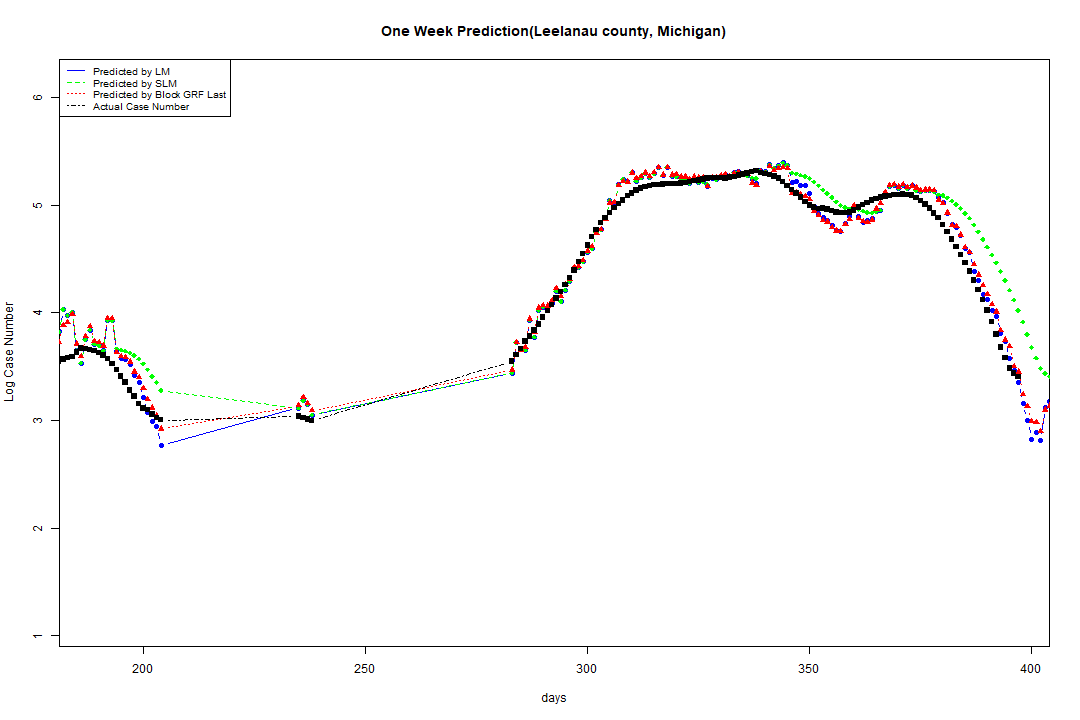 One Week Prediction(Leelanau county, Michigan)
Predicted by LM
Predicted by SLM
Predicted by Block GRF Last
Actual Case Number
6
5
4
3
2
1
Log Case Number
200
250
300
350
400
days